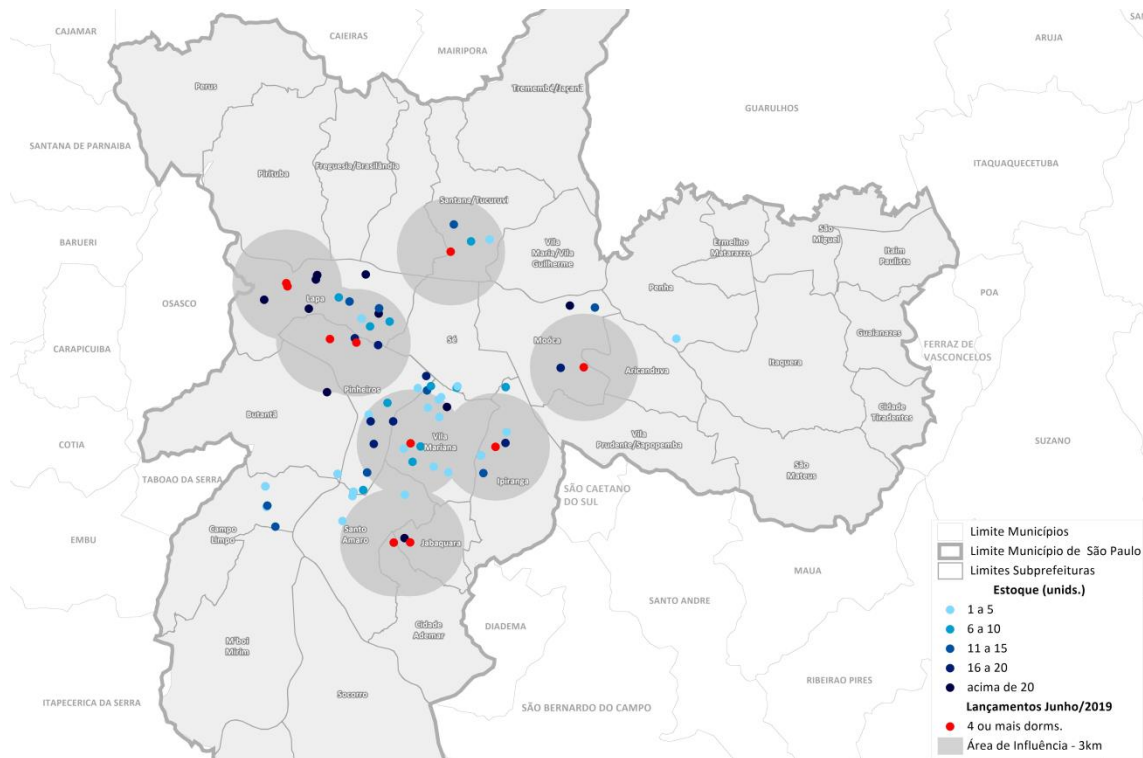 CAJAMAR
CAIEIRAS
MAIRIPORA
ARUJA
SAN
Perus
Tremembé/Jaçanã
GUARULHOS
SANTANA DE PARNAIBA
ITAQUAQUECETUBA
Pirituba
Freguesia/Brasilândia
Santana/Tucuruvi
BARUERI
Vila
Maria/Vila
Guilherme
Ermelino
Matarazzo
São
Miguel
Itaim
Paulista
OSASCO
Penha
POA
Lapa
CARAPICUIBA
Sé
Moóca
Aricanduva
Itaquera
Guaianazes
FERRAZ DE
VASCONCELOS
Pinheiros
Butantã
Cidade
Tiradentes
COTIA
Vila
Mariana
Vila
Prudente/Sapopemba
SUZANO
TABOAO DA SERRA
Ipiranga
São
Mateus
SÃO CAETANO
DO SUL
EMBU
Campo
Limpo
Santo
Amaro
Jabaquara
MAUA
SANTO ANDRE
DIADEMA
Cidade
Ademar
M'boi
Mirim
Socorro
RIBEIRAO PIRES
ITAPECERICA DA SERRA
SÃO BERNARDO DO CAMPO
Limite Municípios
Limite Município de São Paulo
Limites Subprefeituras
Estoque (unids.)
1 a 5
6 a 10
11 a 15
16 a 20
acima de 20
Lançamentos Junho/2019
4 ou mais dorms.
Área de Influência - 3km